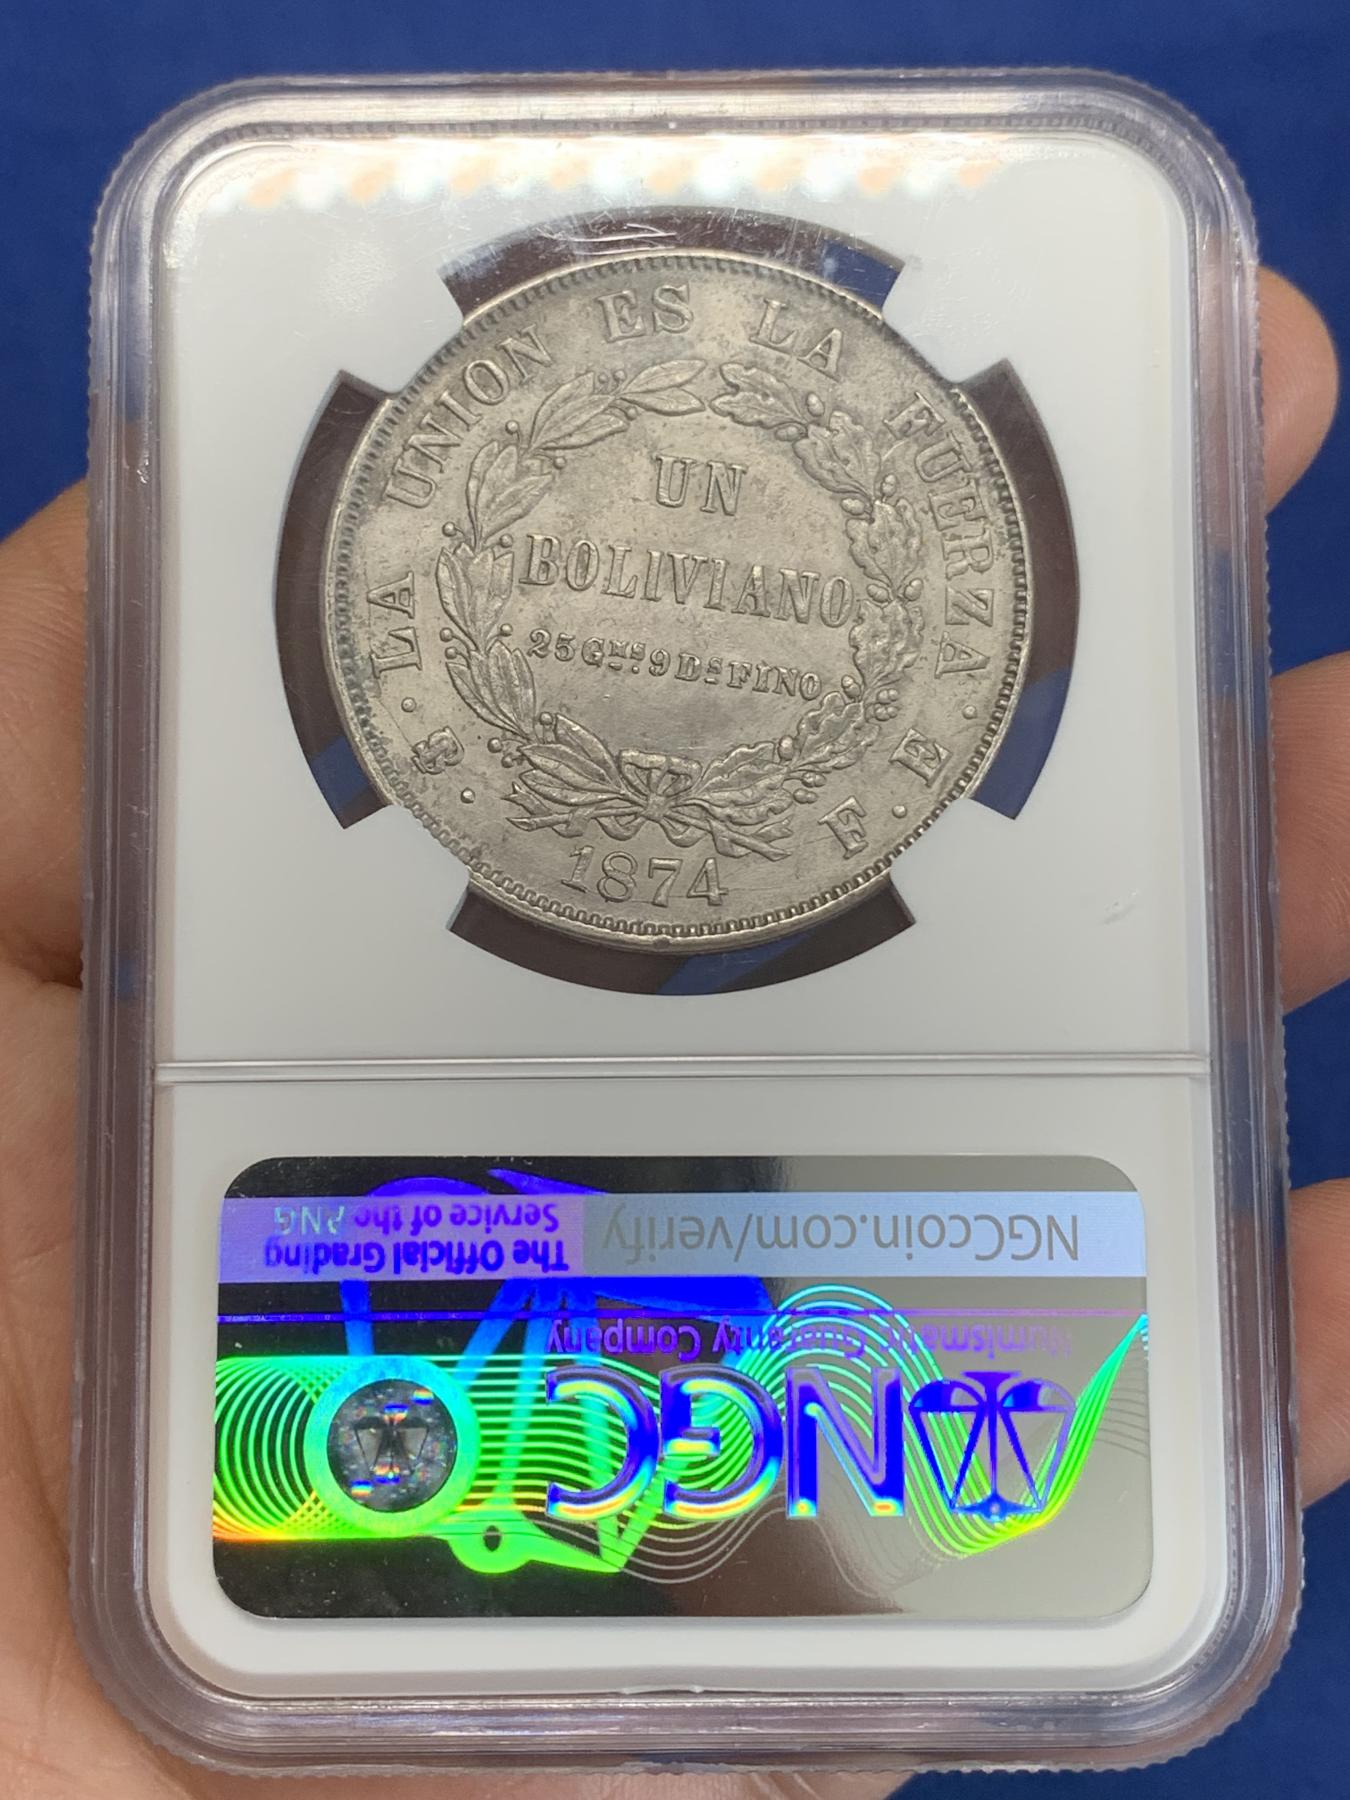 LA UNION ES LA FUERZA
UN
BOLIVIANO
25 GMS. 9 DS FINO
F. E.
1874
NGCcoin.com/verify
The Official Grading
Service of the ANG
Numismatic Guaranty Company
NGC